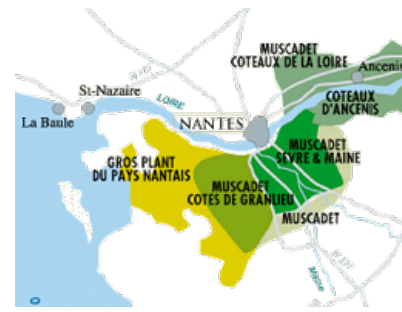 MUSCADET
COTEAUX DE LA LOIRE
Ancenis
St-Nazaire
LOIRE
COTEAUX
D'ANCENIS
La Baule
NANTES
MUSCADET
SEVRE & MAINE
GROS PLANT
DU PAYS NANTAIS
MUSCADET
COTES DE GRANLIEU
MUSCADET
Maine